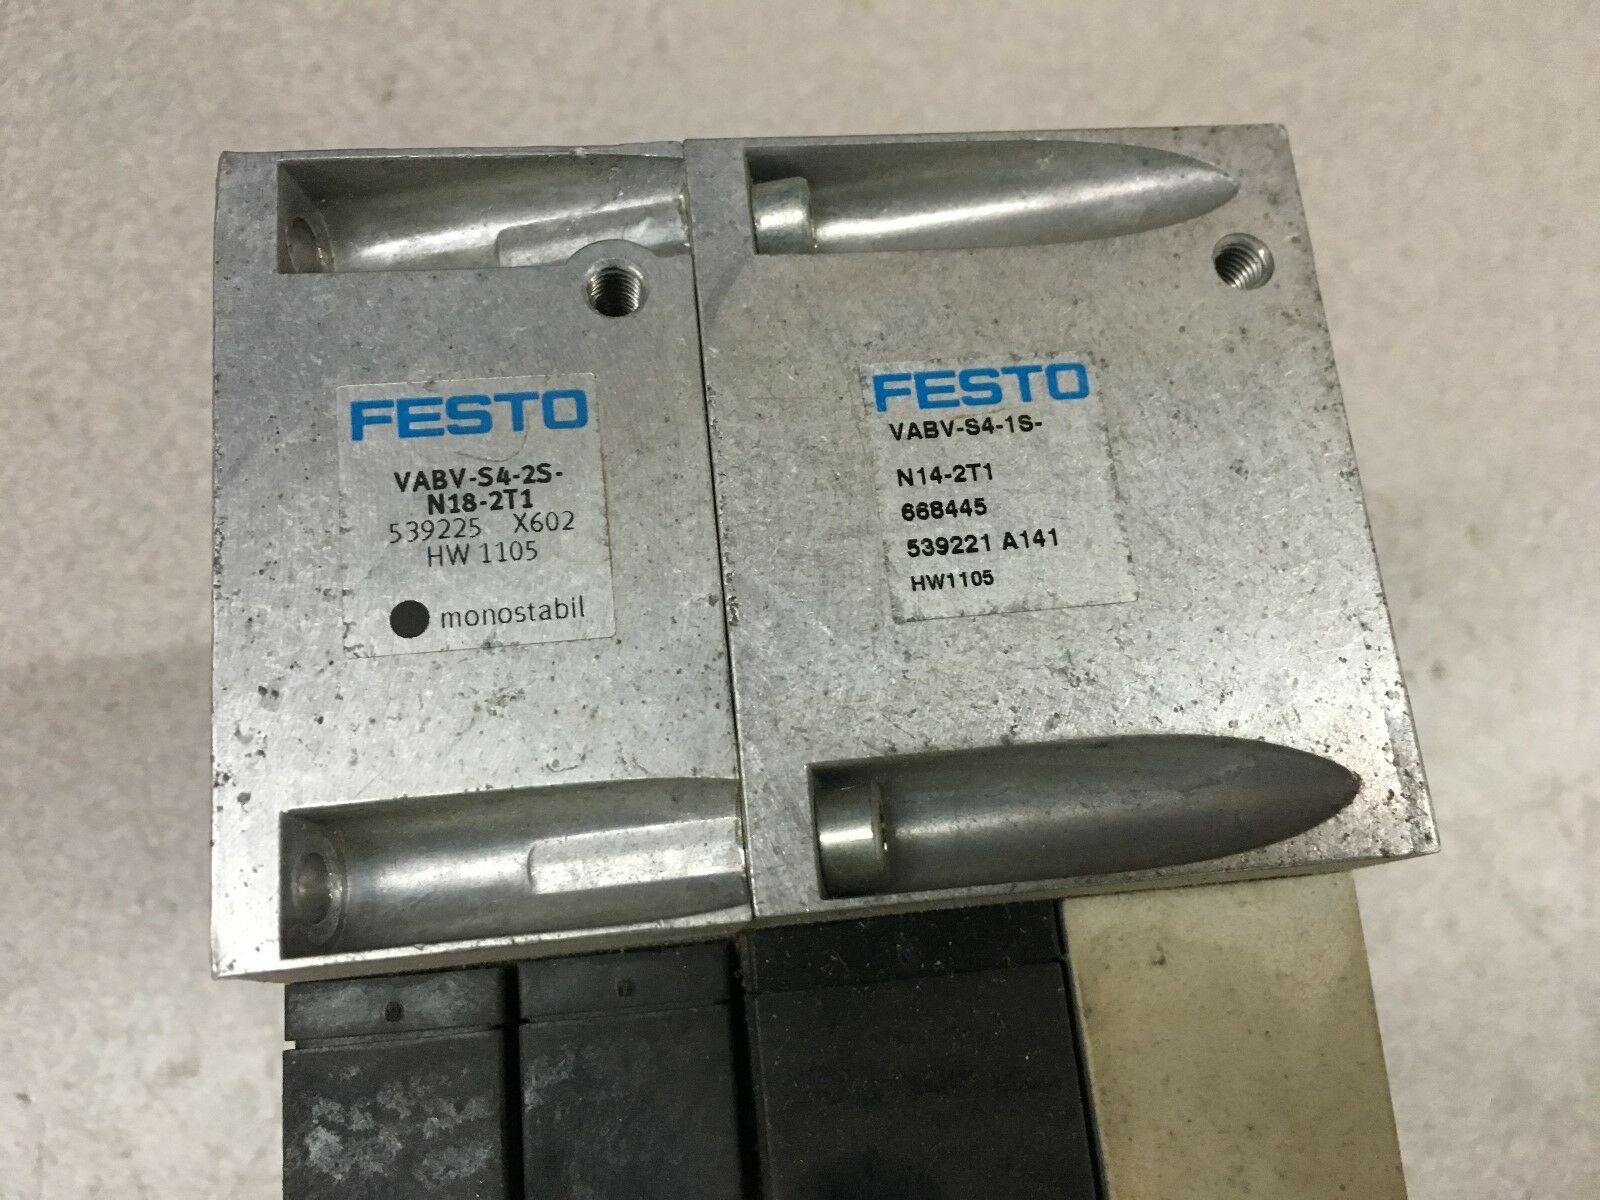 FESTO
VABV-S4-2S-
N18-2T1
539225 X602
HW 1105
monostabil
FESTO
VABV-S4-1S-
N14-2T1
668445
539221 A141
HW1105